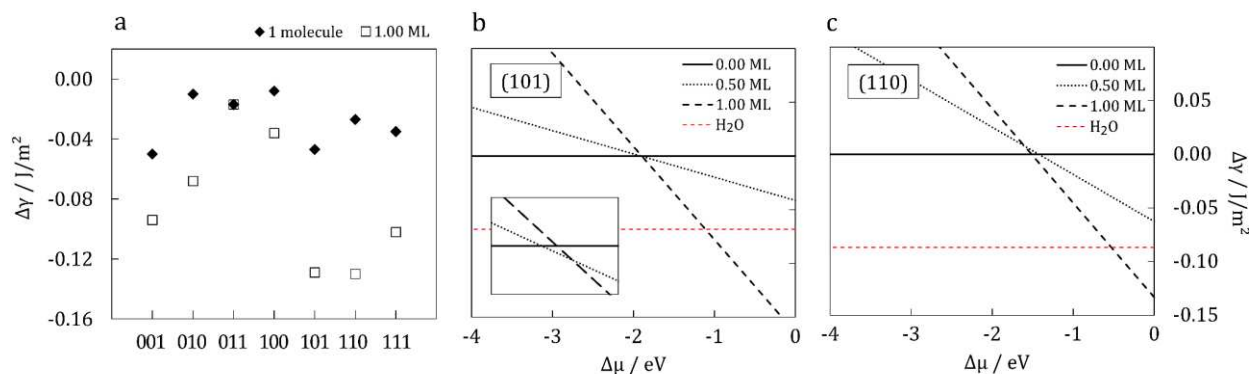 a
◆ 1 molecule □ 1.00 ML
Δγ / J/m²
0.00
-0.04
-0.08
-0.12
-0.16
001 010 011 100 101 110 111
b
(101)
0.00 ML
0.50 ML
1.00 ML
H₂O
-4 -3 -2 -1 0
Δμ / eV
c
(110)
0.00 ML
0.50 ML
1.00 ML
H₂O
0.05
0.00
-0.05
-0.10
-0.15
Δγ / J/m²
-4 -3 -2 -1 0
Δμ / eV